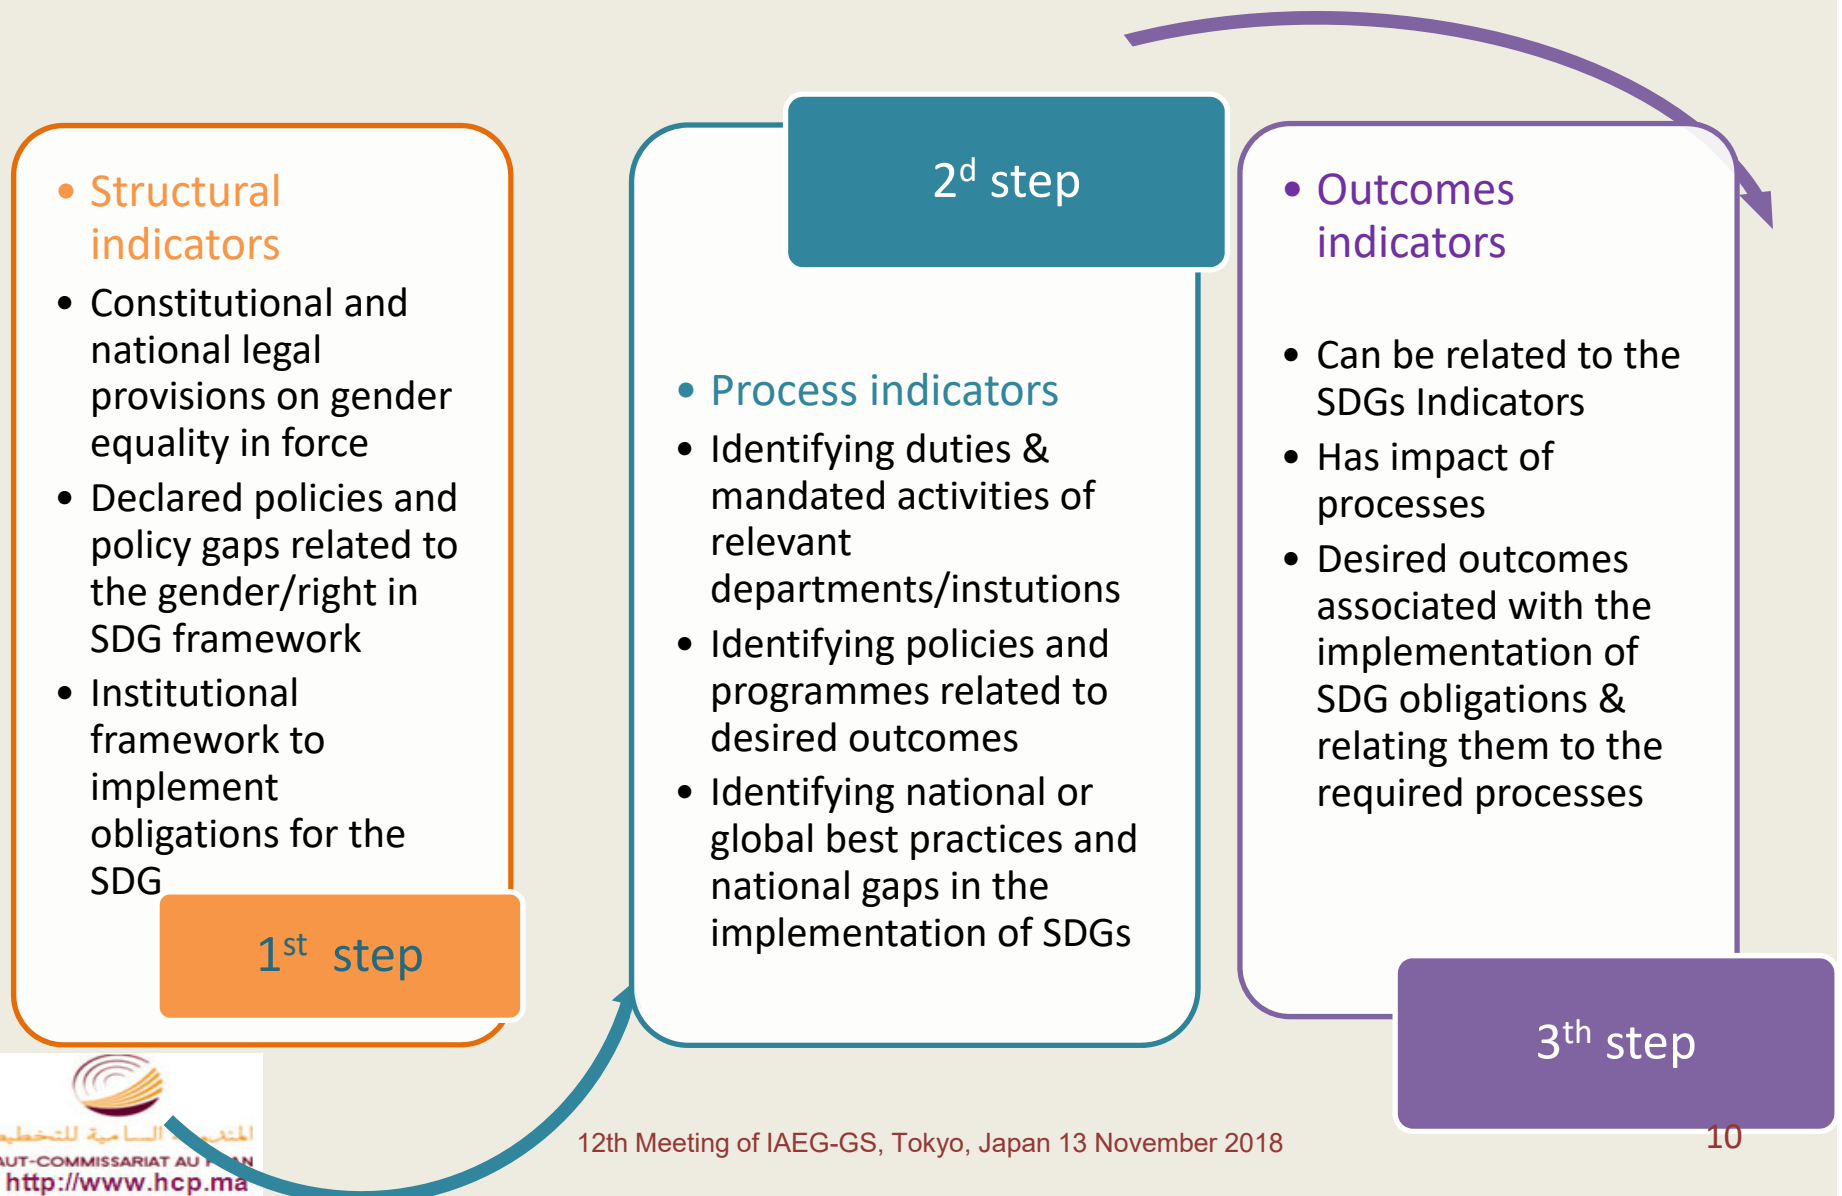 • Structural
indicators
• Constitutional and
national legal
provisions on gender
equality in force
• Declared policies and
policy gaps related to
the gender/right in
SDG framework
• Institutional
framework to
implement
obligations for the
SDG
1st step
2d step
• Process indicators
• Identifying duties &
mandated activities of
relevant
departments/instutions
• Identifying policies and
programmes related to
desired outcomes
• Identifying national or
global best practices and
national gaps in the
implementation of SDGs
• Outcomes
indicators
• Can be related to the
SDGs Indicators
• Has impact of
processes
• Desired outcomes
associated with the
implementation of
SDG obligations &
relating them to the
required processes
3th step
السامية للتخطيط
AUT-COMMISSARIAT AU
http://www.hcp.ma
12th Meeting of IAEG-GS, Tokyo, Japan 13 November 2018
10